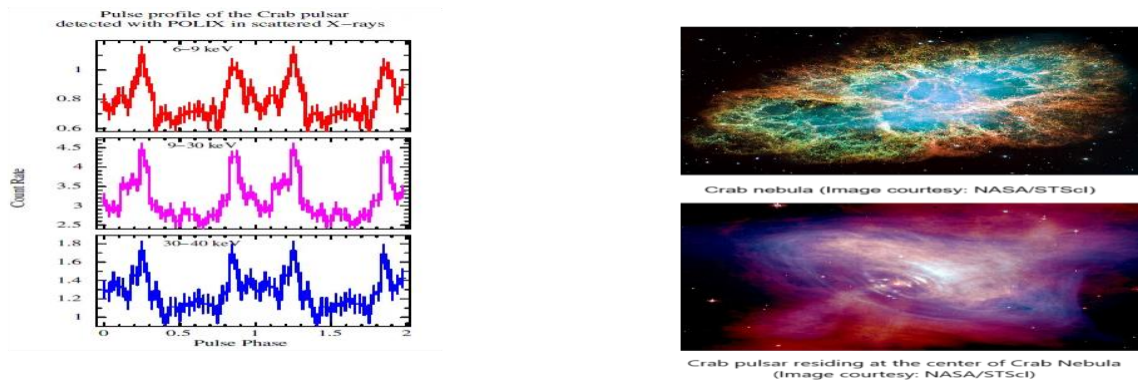 Pulse profile of the Crab pulsar
detected with POLIX in scattered X-rays
6-9 keV
1
0.8
0.6
9-30 keV
4.5
4
3.5
3
2.5
30-40 keV
1.8
1.6
1.4
1.2
1
Count Rate
0 0.5 1 1.5 2
Pulse Phase
Crab nebula (Image courtesy: NASA/STScI)
Crab pulsar residing at the center of Crab Nebula
(Image courtesy: NASA/STScI)